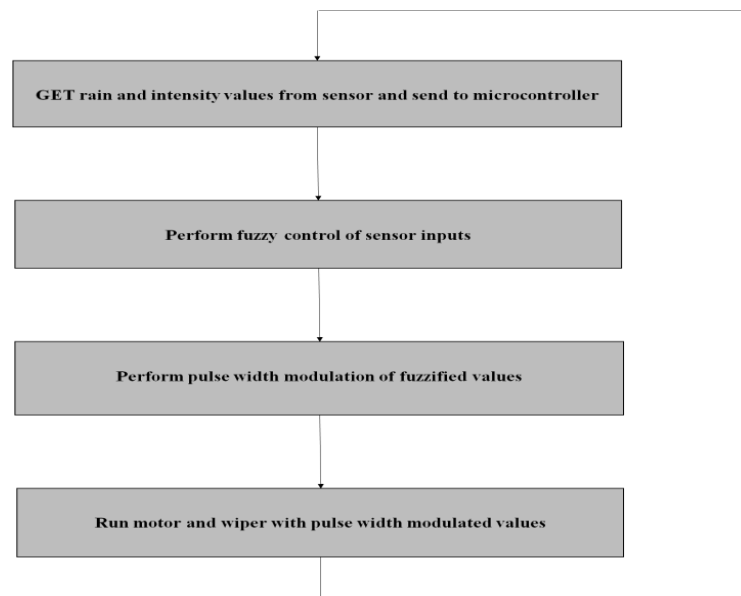 GET rain and intensity values from sensor and send to microcontroller
Perform fuzzy control of sensor inputs
Perform pulse width modulation of fuzzified values
Run motor and wiper with pulse width modulated values